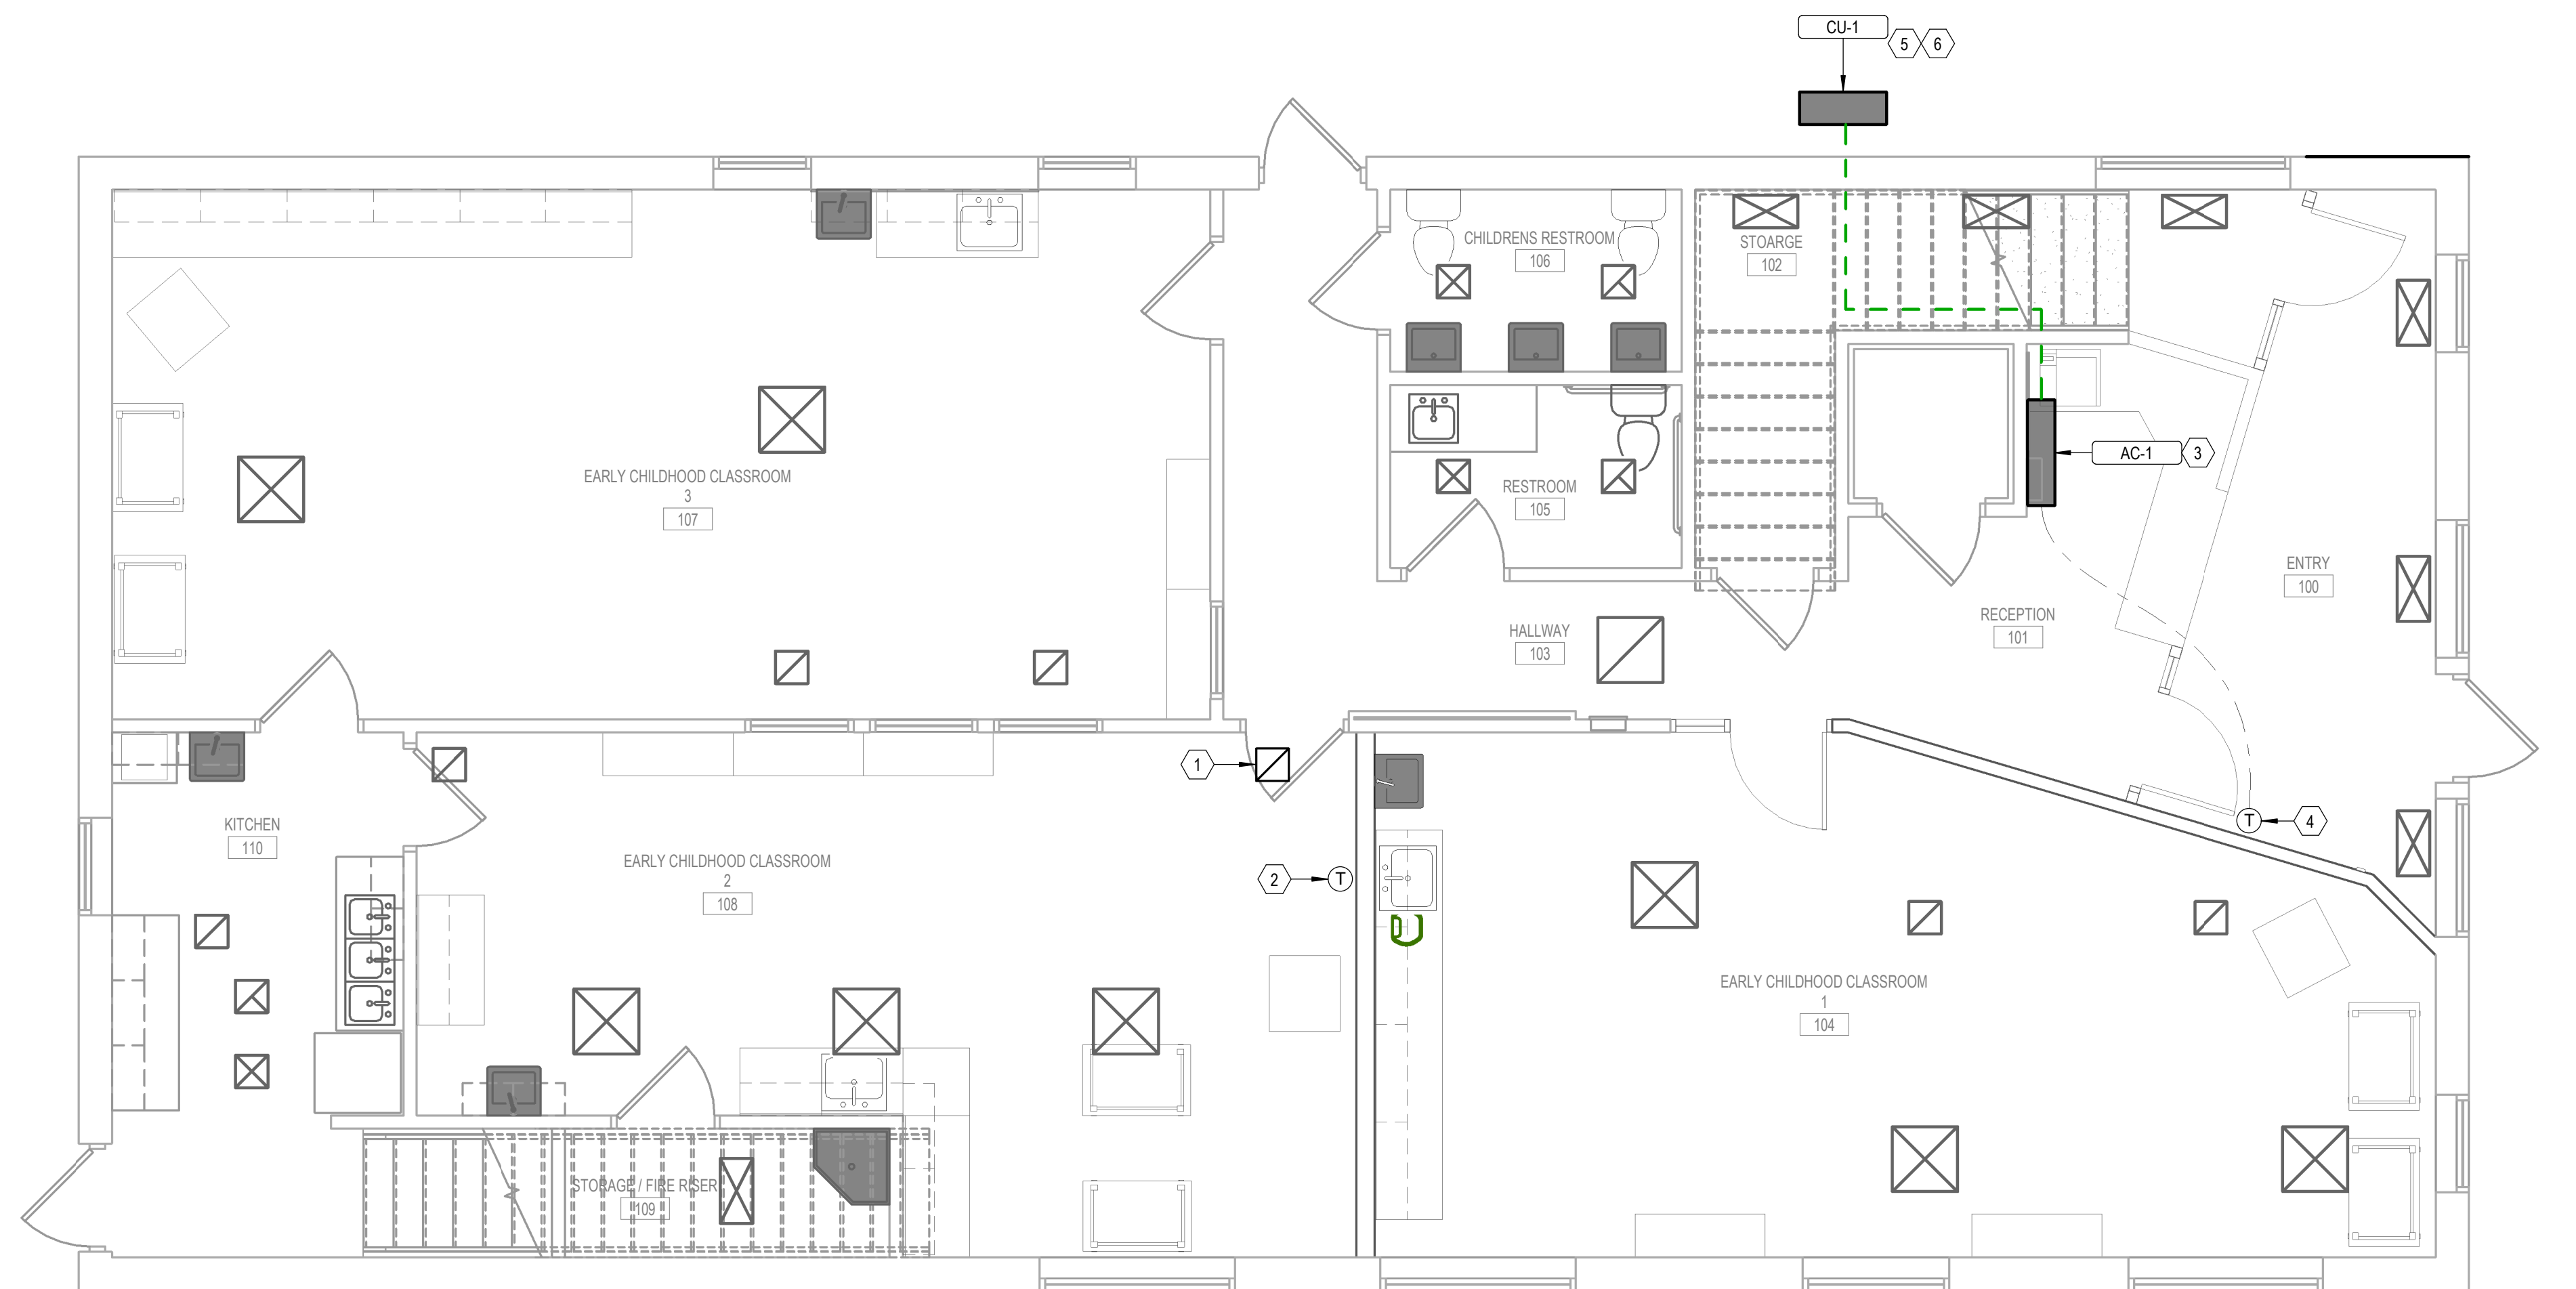 CU-1
5
6
CHILDRENS RESTROOM
106
STOARGE
102
EARLY CHILDHOOD CLASSROOM
3
107
RESTROOM
105
AC-1
3
ENTRY
100
RECEPTION
101
HALLWAY
103
1
KITCHEN
110
EARLY CHILDHOOD CLASSROOM
2
108
2
T
T
4
EARLY CHILDHOOD CLASSROOM
1
104
STORAGE / FIRE RISER
109